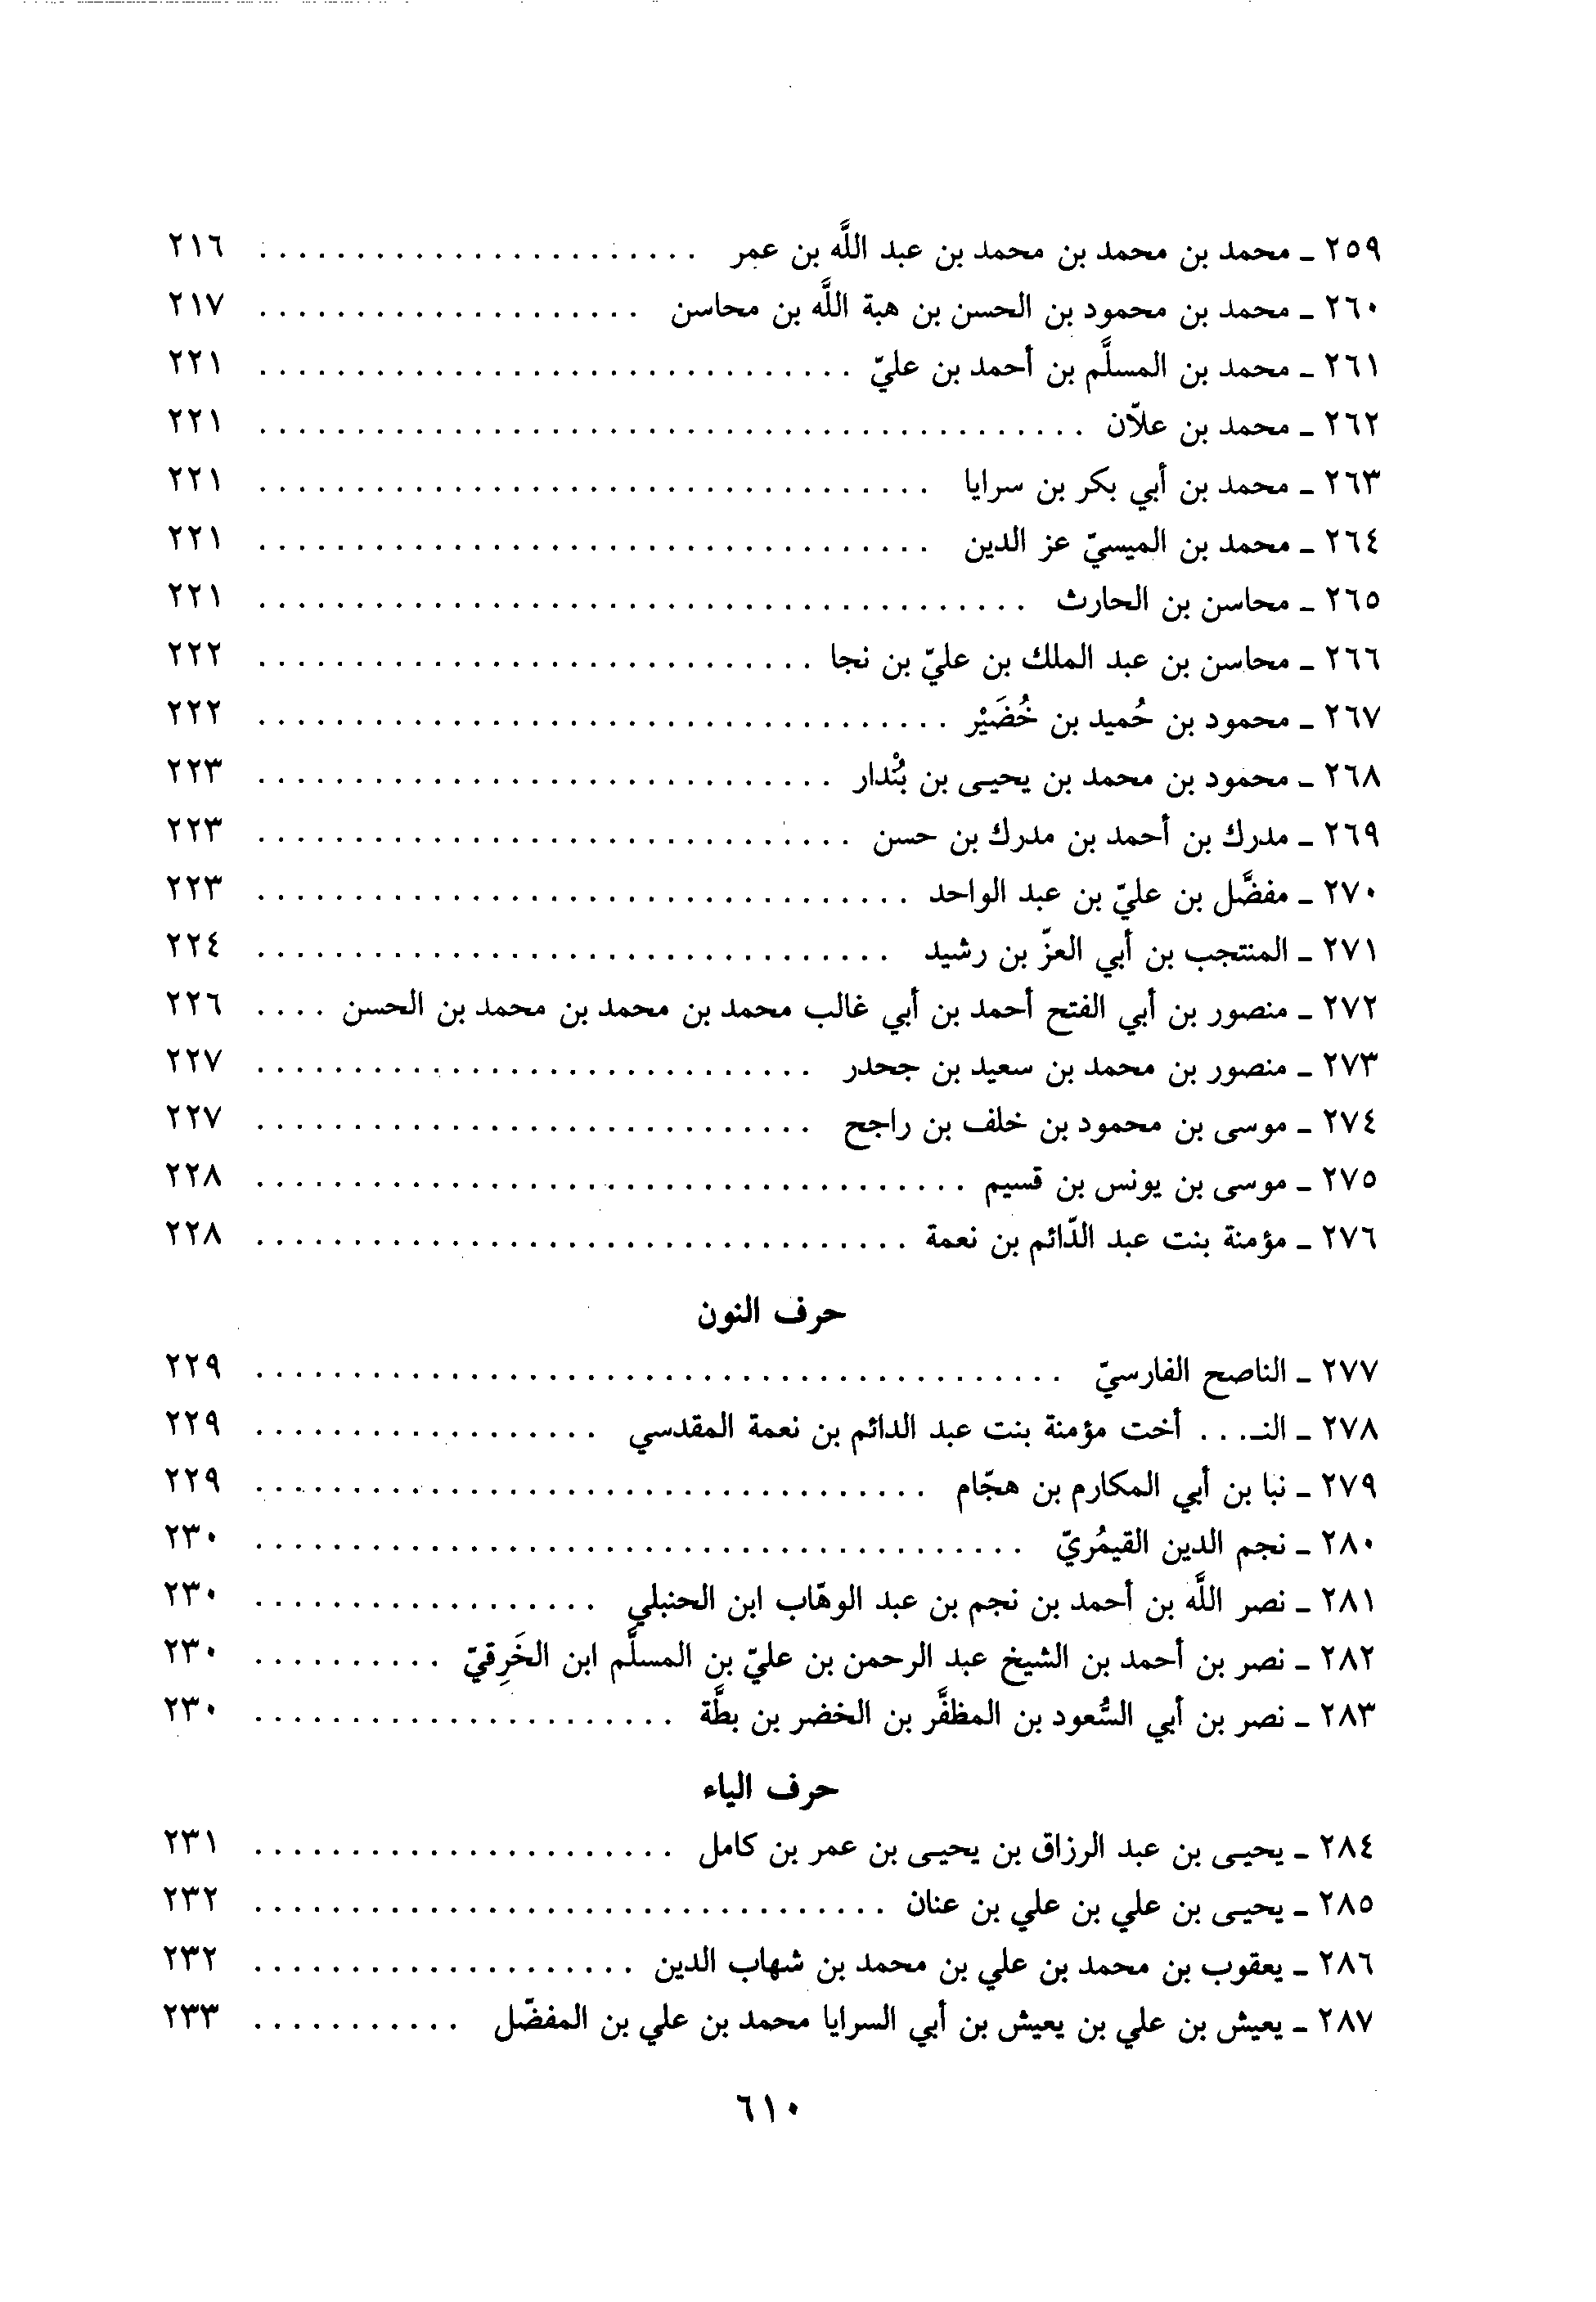 ٢٥٩ ـ محمد بن محمد بن محمد بن عبد اللَّه بن عمر . . . . . . . . . . . . . . . . . . . . . . . ٢١٦
٢٦٠ ـ محمد بن محمود بن الحسن بن هبة اللَّه بن محاسن . . . . . . . . . . . . . . . . . . . . ٢١٧
٢٦١ ـ محمد بن المسلَّم بن أحمد بن عليّ . . . . . . . . . . . . . . . . . . . . . . . . . . . . . . . ٢٢١
٢٦٢ ـ محمد بن علاّن . . . . . . . . . . . . . . . . . . . . . . . . . . . . . . . . . . . . . . . . . . . ٢٢١
٢٦٣ ـ محمد بن أبي بكر بن سرايا . . . . . . . . . . . . . . . . . . . . . . . . . . . . . . . . . . . ٢٢١
٢٦٤ ـ محمد بن الميسيّ عز الدين . . . . . . . . . . . . . . . . . . . . . . . . . . . . . . . . . . . ٢٢١
٢٦٥ ـ محاسن بن الحارث . . . . . . . . . . . . . . . . . . . . . . . . . . . . . . . . . . . . . . . . ٢٢١
٢٦٦ ـ محاسن بن عبد الملك بن عليّ بن نجا . . . . . . . . . . . . . . . . . . . . . . . . . . . . . ٢٢٢
٢٦٧ ـ محمود بن حُميد بن خُضَيْر . . . . . . . . . . . . . . . . . . . . . . . . . . . . . . . . . . . . ٢٢٢
٢٦٨ ـ محمود بن محمد بن يحيـى بن بُنْدار . . . . . . . . . . . . . . . . . . . . . . . . . . . . . . ٢٢٣
٢٦٩ ـ مدرك بن أحمد بن مدرك بن حسن . . . . . . . . . . . . . . . . . . . . . . . . . . . . . . . ٢٢٣
٢٧٠ ـ مفضَّل بن عليّ بن عبد الواحد . . . . . . . . . . . . . . . . . . . . . . . . . . . . . . . . . . ٢٢٣
٢٧١ ـ المنتجب بن أبي العزّ بن رشيد . . . . . . . . . . . . . . . . . . . . . . . . . . . . . . . . . ٢٢٤
٢٧٢ ـ منصور بن أبي الفتح أحمد بن أبي غالب محمد بن محمد بن محمد بن الحسن . . . . ٢٢٦
٢٧٣ ـ منصور بن محمد بن سعيد بن جحدر . . . . . . . . . . . . . . . . . . . . . . . . . . . . . ٢٢٧
٢٧٤ ـ موسى بن محمود بن خلف بن راجح . . . . . . . . . . . . . . . . . . . . . . . . . . . . . ٢٢٧
٢٧٥ ـ موسى بن يونس بن قسيم . . . . . . . . . . . . . . . . . . . . . . . . . . . . . . . . . . . . . ٢٢٨
٢٧٦ ـ مؤمنة بنت عبد الدّائم بن نعمة . . . . . . . . . . . . . . . . . . . . . . . . . . . . . . . . . . ٢٢٨
حرف النون
٢٧٧ ـ الناصح الفارسيّ . . . . . . . . . . . . . . . . . . . . . . . . . . . . . . . . . . . . . . . . . . ٢٢٩
٢٧٨ ـ النـ. . . أخت مؤمنة بنت عبد الدائم بن نعمة المقدسي . . . . . . . . . . . . . . . . . . ٢٢٩
٢٧٩ ـ نبا بن أبي المكارم بن هجّام . . . . . . . . . . . . . . . . . . . . . . . . . . . . . . . . . . . ٢٢٩
٢٨٠ ـ نجم الدين القيمُريّ . . . . . . . . . . . . . . . . . . . . . . . . . . . . . . . . . . . . . . . . ٢٣٠
٢٨١ ـ نصر اللَّه بن أحمد بن نجم بن عبد الوهّاب ابن الحنبلي . . . . . . . . . . . . . . . . . . ٢٣٠
٢٨٢ ـ نصر بن أحمد بن الشيخ عبد الرحمن بن عليّ بن المسلَّم ابن الخَرِقيّ . . . . . . . . . . ٢٣٠
٢٨٣ ـ نصر بن أبي السُّعود بن المظفَّر بن الخضر بن بطَّة . . . . . . . . . . . . . . . . . . . . . . ٢٣٠
حرف الياء
٢٨٤ ـ يحيـى بن عبد الرزاق بن يحيـى بن عمر بن كامل . . . . . . . . . . . . . . . . . . . . . . ٢٣١
٢٨٥ ـ يحيـى بن علي بن علي بن عنان . . . . . . . . . . . . . . . . . . . . . . . . . . . . . . . . . ٢٣٢
٢٨٦ ـ يعقوب بن محمد بن علي بن محمد بن شهاب الدين . . . . . . . . . . . . . . . . . . . . ٢٣٢
٢٨٧ ـ يعيش بن علي بن يعيش بن أبي السرايا محمد بن علي بن المفضّل . . . . . . . . . . . ٢٣٣
٦١٠